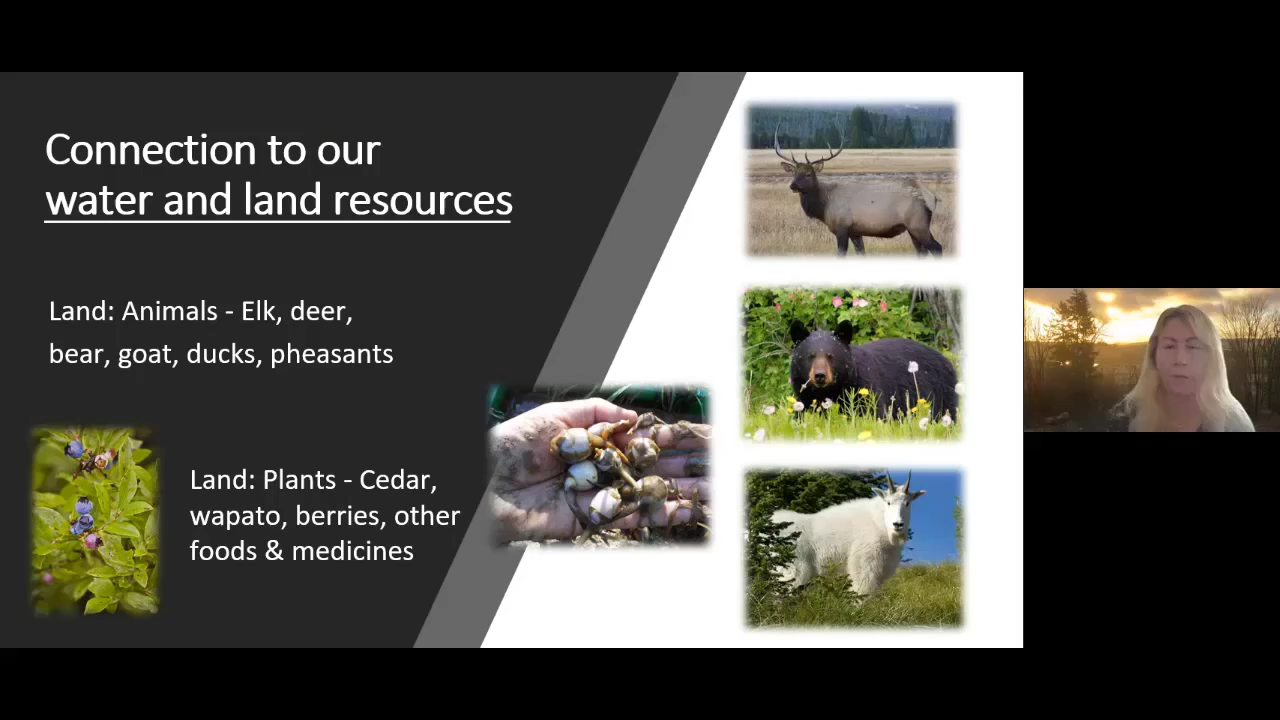 Connection to our
water and land resources
Land: Animals - Elk, deer,
bear, goat, ducks, pheasants
Land: Plants - Cedar,
wapato, berries, other
foods & medicines